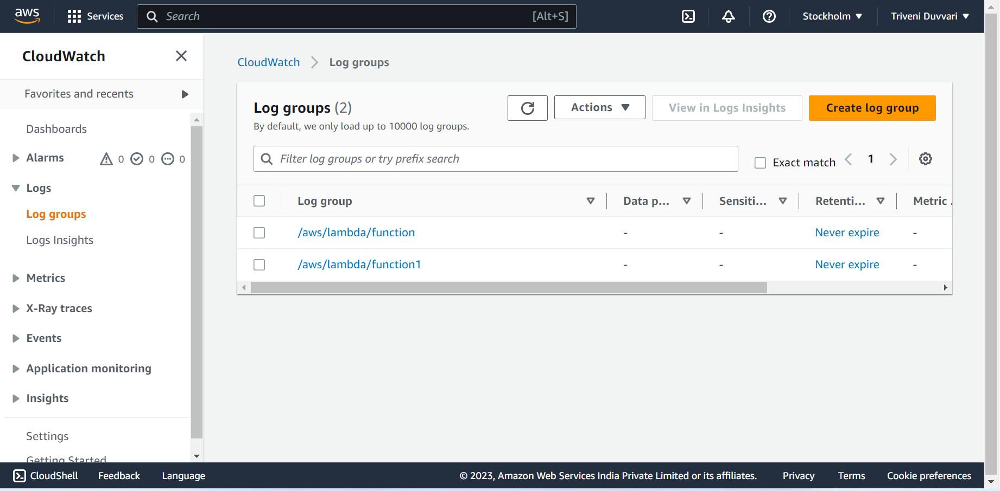 aws
Services
Search
[Alt+S]
Stockholm
Triveni Duvvari
CloudWatch
Favorites and recents
Dashboards
Alarms 0 0 0
Logs
Log groups
Logs Insights
Metrics
X-Ray traces
Events
Application monitoring
Insights
Settings
Getting Started
CloudWatch
Log groups
Log groups (2)
By default, we only load up to 10000 log groups.
Actions
View in Logs Insights
Create log group
Filter log groups or try prefix search
Exact match
1
Log group Data p... Sensiti... Retenti... Metric
/aws/lambda/function - - Never expire -
/aws/lambda/function1 - - Never expire -
CloudShell
Feedback
Language
© 2023, Amazon Web Services India Private Limited or its affiliates.
Privacy
Terms
Cookie preferences